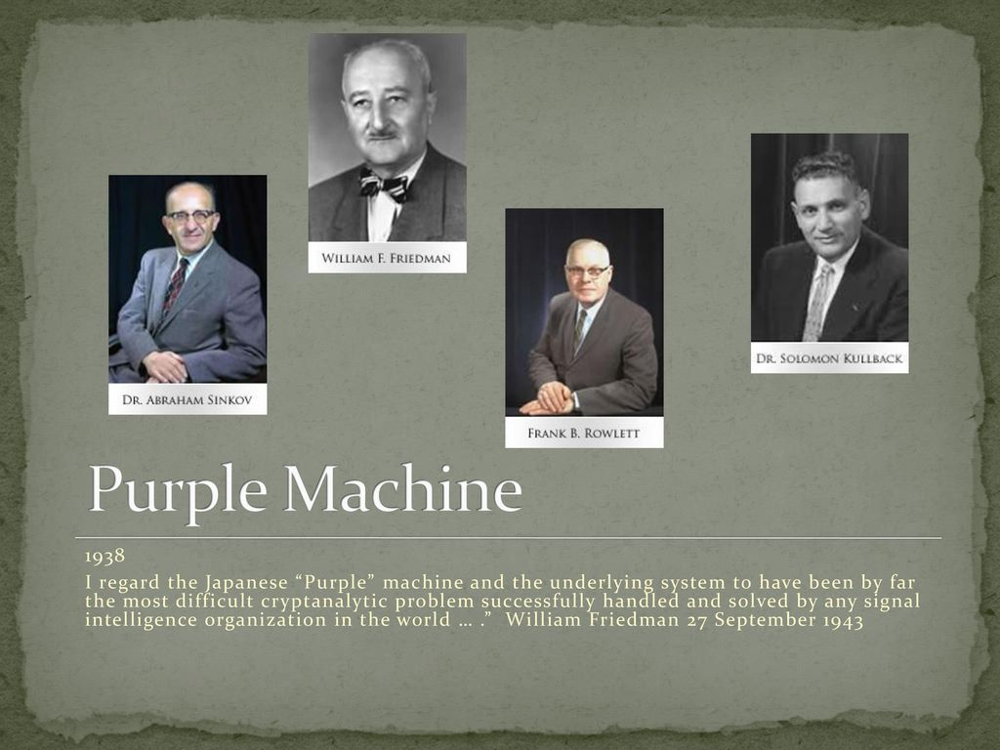 WILLIAM F. FRIEDMAN
DR. SOLOMON KULLBACK
DR. ABRAHAM SINKOV
FRANK B. ROWLETT
Purple Machine
1938
I regard the Japanese “Purple” machine and the underlying system to have been by far
the most difficult cryptanalytic problem successfully handled and solved by any signal
intelligence organization in the world … .”  William Friedman 27 September 1943